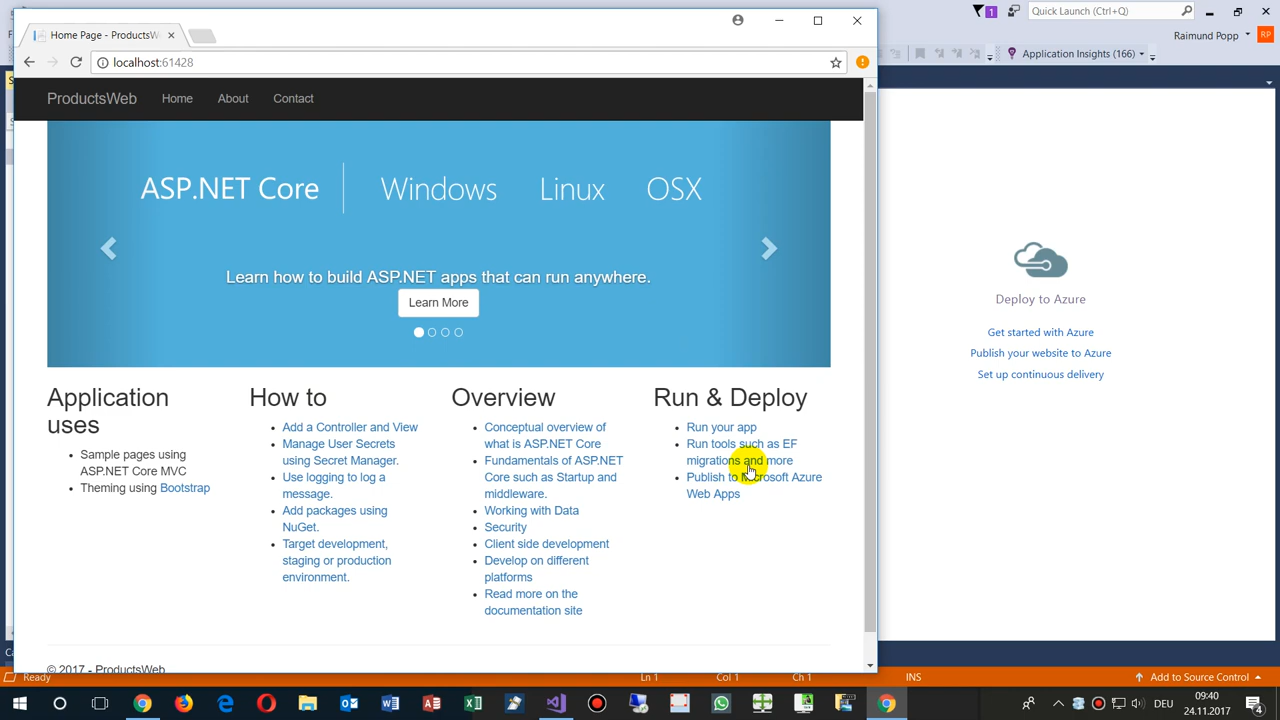 Home Page - ProductsW
Quick Launch (Ctrl+Q)
1
Raimund Popp
RP
localhost:61428
Application Insights (166)
ProductsWeb
Home
About
Contact
ASP.NET Core
Windows
Linux
OSX
Learn how to build ASP.NET apps that can run anywhere.
Learn More
Application
uses
Sample pages using
ASP.NET Core MVC
Theming using Bootstrap
How to
Add a Controller and View
Manage User Secrets
using Secret Manager.
Use logging to log a
message.
Add packages using
NuGet.
Target development,
staging or production
environment.
Overview
Conceptual overview of
what is ASP.NET Core
Fundamentals of ASP.NET
Core such as Startup and
middleware.
Working with Data
Security
Client side development
Develop on different
platforms
Read more on the
documentation site
Run & Deploy
Run your app
Run tools such as EF
migrations and more
Publish to Microsoft Azure
Web Apps
Deploy to Azure
Get started with Azure
Publish your website to Azure
Set up continuous delivery
© 2017 - ProductsWeb
Ready
Ln 1
Col 1
Ch 1
INS
Add to Source Control
DEU
09:40
24.11.2017
4